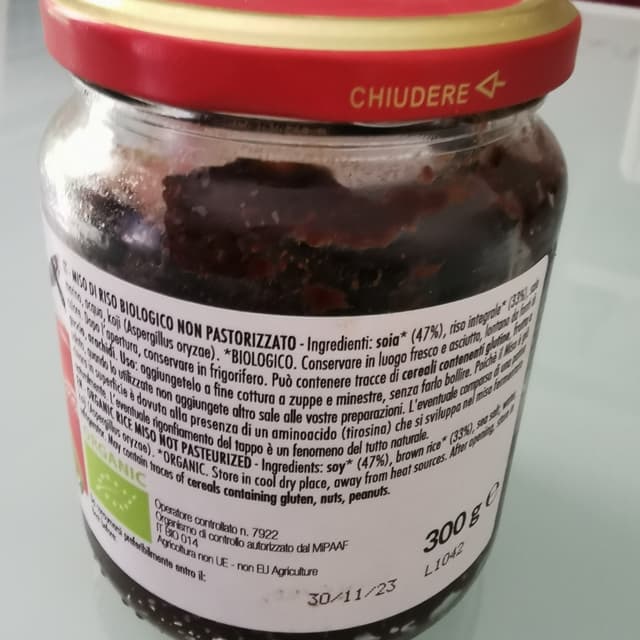 CHIUDERE
MISO DI RISO BIOLOGICO NON PASTORIZZATO - Ingredienti: soia* (47%), riso integrale* (33%),
acqua, koji (Aspergillus oryzae). *BIOLOGICO. Conservare in luogo fresco e asciutto, lontano da fonti di
Dopo l'apertura, conservare in frigorifero. Può contenere tracce di cereali contenenti glutine, frutta a
arachidi. Uso: aggiungetelo a fine cottura a zuppe e minestre, senza farlo bollire. Poiché il Miso è
quando lo utilizzate non aggiungete altro sale alle vostre preparazioni. L'eventuale comparsa di
superficie è dovuta alla presenza di un aminoacido (tirosina) che si sviluppa nel miso
L'eventuale rigonfiamento del tappo è un fenomeno del tutto naturale.
ORGANIC RICE MISO NOT PASTEURIZED - Ingredients: soy* (47%), brown rice* (33%), sea salt,
(Aspergillus oryzae). *ORGANIC. Store in cool dry place, away from heat sources. After opening,
May contain traces of cereals containing gluten, nuts, peanuts.
ORGANIC
Operatore controllato n. 7922
Organismo di controllo autorizzato dal MIPAAF
IT BIO 014
Agricoltura non UE - non EU Agriculture
preferibilmente entro il:
300 g e
L1042
30/11/23